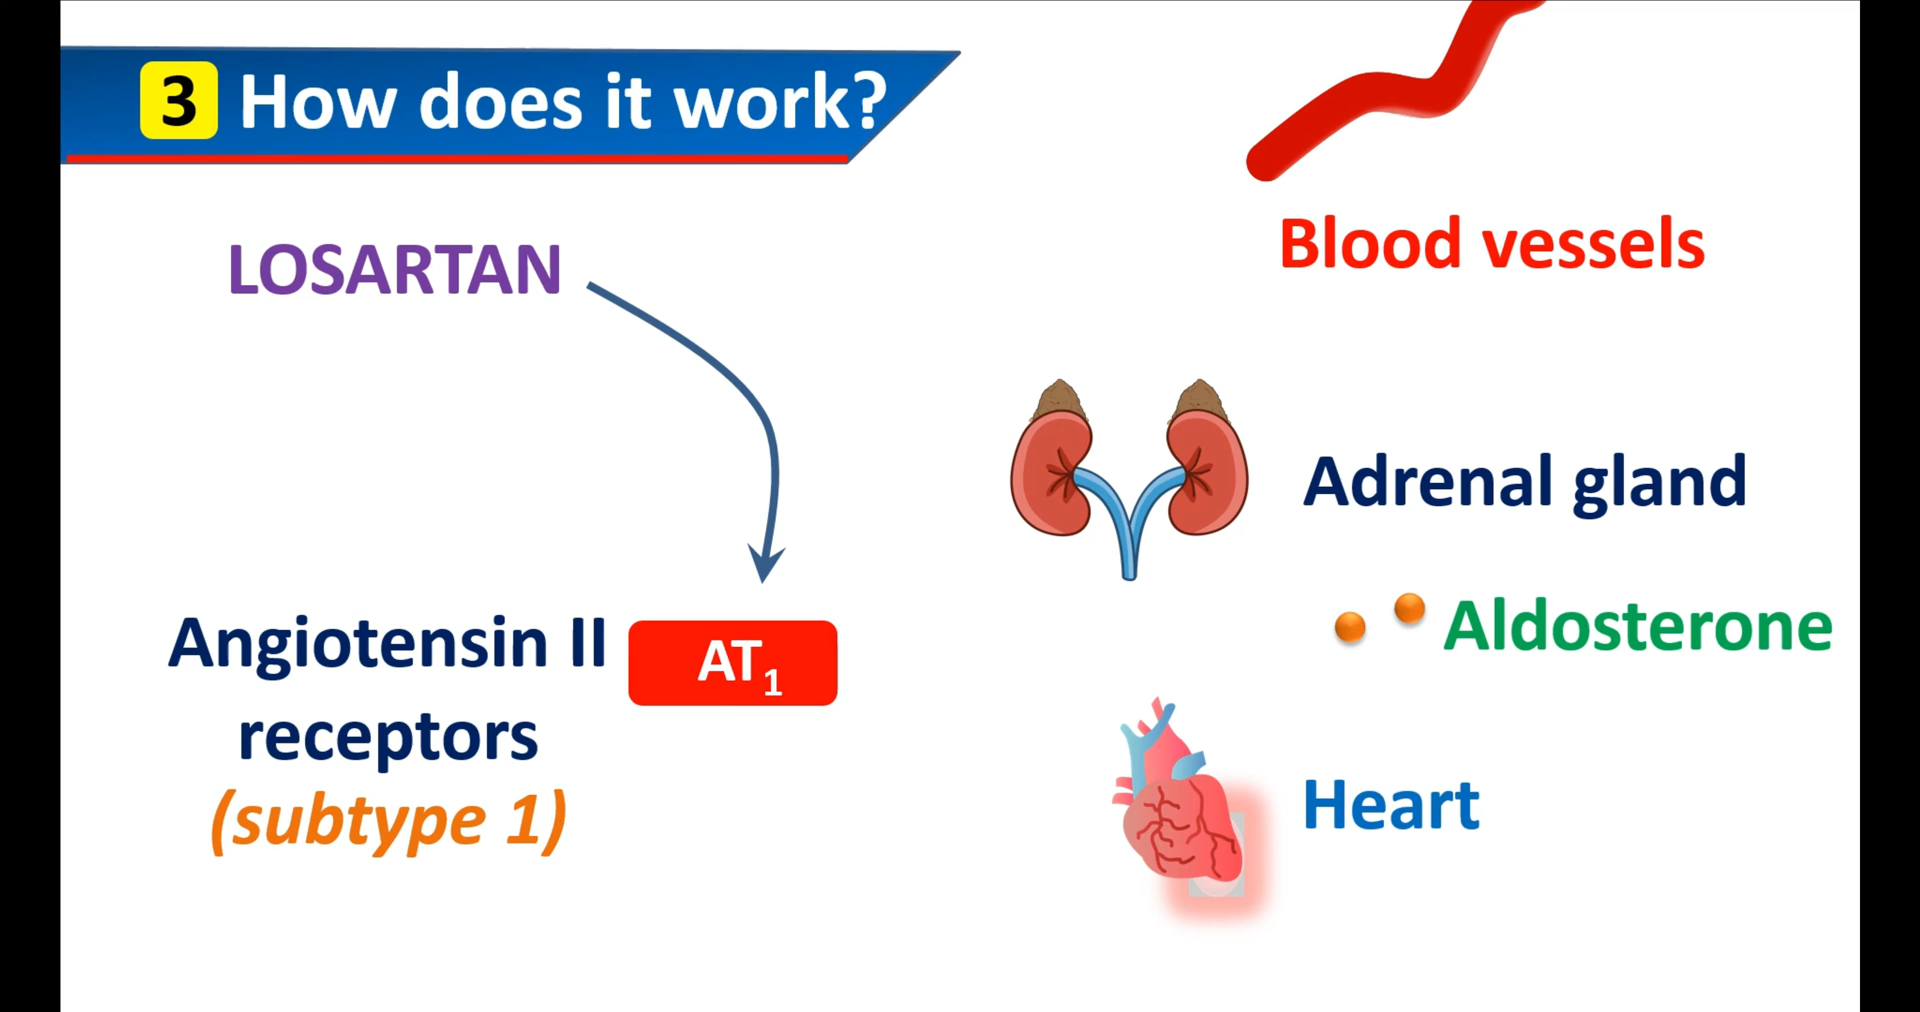 3 How does it work?
LOSARTAN
Angiotensin II
receptors
(subtype 1)
AT₁
Blood vessels
Adrenal gland
Aldosterone
Heart